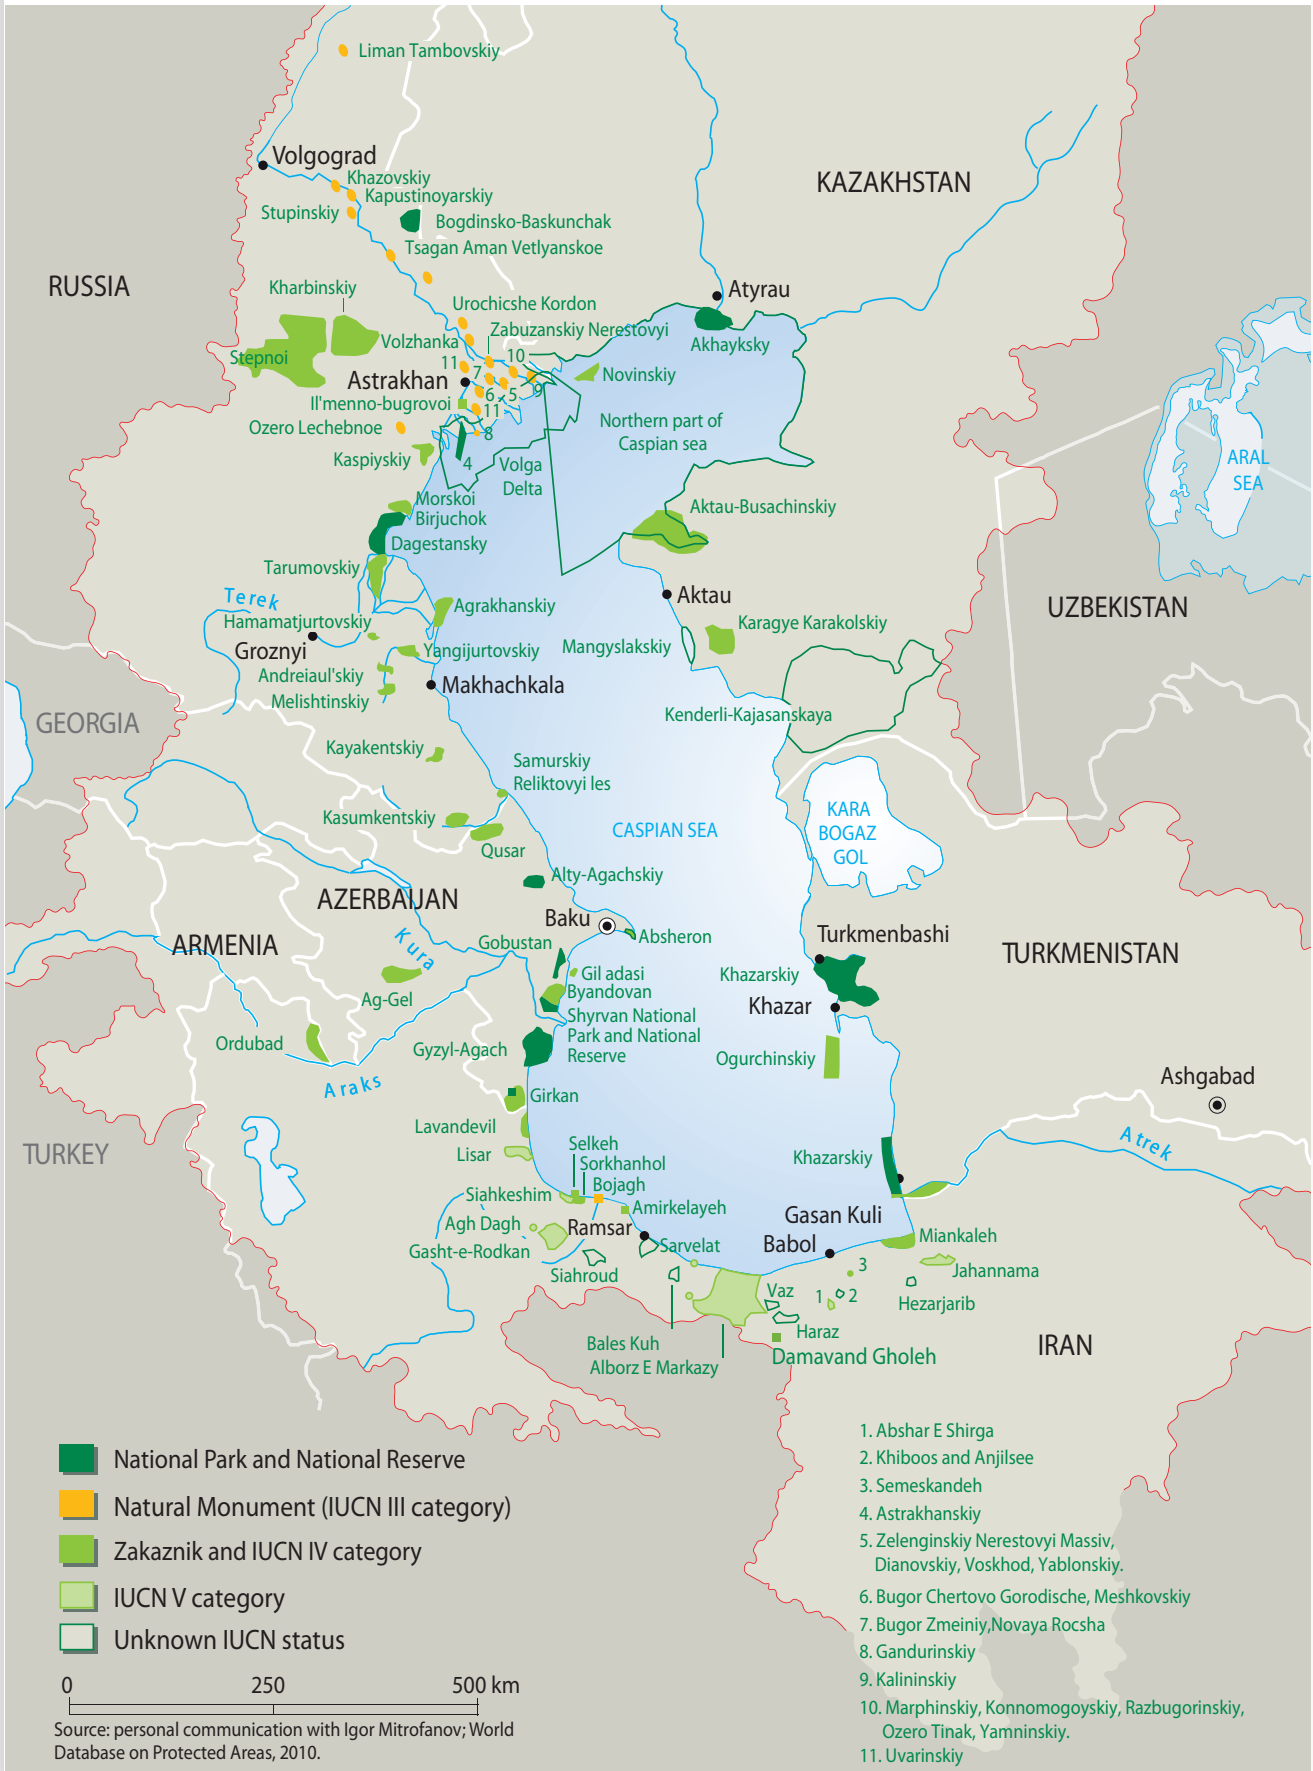 Liman Tambovskiy
Volgograd
Khazovskiy
Kapustinoyarskiy
Stupinskiy
Bogdinsko-Baskunchak
Tsagan Aman Vetlyanskoe
KAZAKHSTAN
RUSSIA
Kharbinskiy
Urochicshe Kordon
Atyrau
Zabuzanskiy Nerestovyi
Volzhanka
Akhayksky
Stepnoi
11
10
7
Astrakhan
Novinskiy
6
5
9
Il'menno-bugrovoi
11
Ozero Lechebnoe
8
Northern part of
Caspian sea
Kaspiyskiy
4
Volga
Delta
ARAL
SEA
Morskoi
Birjuchok
Aktau-Busachinskiy
Dagestansky
Tarumovskiy
Terek
Aktau
Agrakhanskiy
UZBEKISTAN
Hamamatjurtovskiy
Karagye Karakolskiy
Groznyi
Yangijurtovskiy
Mangyslakskiy
Andreiaul'skiy
Makhachkala
Melishtinskiy
GEORGIA
Kenderli-Kajasanskaya
Kayakentskiy
Samurskiy
Reliktovyi les
Kasumkentskiy
CASPIAN SEA
KARA
BOGAZ
GOL
Qusar
Alty-Agachskiy
AZERBAIJAN
Baku
ARMENIA
Kura
Gobustan
Absheron
Turkmenbashi
TURKMENISTAN
Gil adasi
Khazarskiy
Ag-Gel
Byandovan
Khazar
Shyrvan National
Park and National
Reserve
Ordubad
Gyzyl-Agach
Ogurchinskiy
Araks
Ashgabad
Girkan
Lavandevil
Atrek
TURKEY
Lisar
Selkeh
Khazarskiy
Sorkhanhol
Bojagh
Siahkeshim
Amirkelayeh
Gasan Kuli
Agh Dagh
Ramsar
Miankaleh
Gasht-e-Rodkan
Sarvelat
Babol
Siahroud
3
Jahannama
Vaz
1
2
Hezarjarib
Haraz
Bales Kuh
Damavand Gholeh
IRAN
Alborz E Markazy
1. Abshar E Shirga
2. Khiboos and Anjilsee
3. Semeskandeh
4. Astrakhanskiy
5. Zelenginskiy Nerestovyi Massiv,
Dianovskiy, Voskhod, Yablonskiy.
6. Bugor Chertovo Gorodische, Meshkovskiy
7. Bugor Zmeiniy,Novaya Rocsha
8. Gandurinskiy
9. Kalininskiy
10. Marphinskiy, Konnomogoyskiy, Razbugorinskiy,
Ozero Tinak, Yamninskiy.
11. Uvarinskiy
National Park and National Reserve
Natural Monument (IUCN III category)
Zakaznik and IUCN IV category
IUCN V category
Unknown IUCN status
0 250 500 km
Source: personal communication with Igor Mitrofanov; World
Database on Protected Areas, 2010.